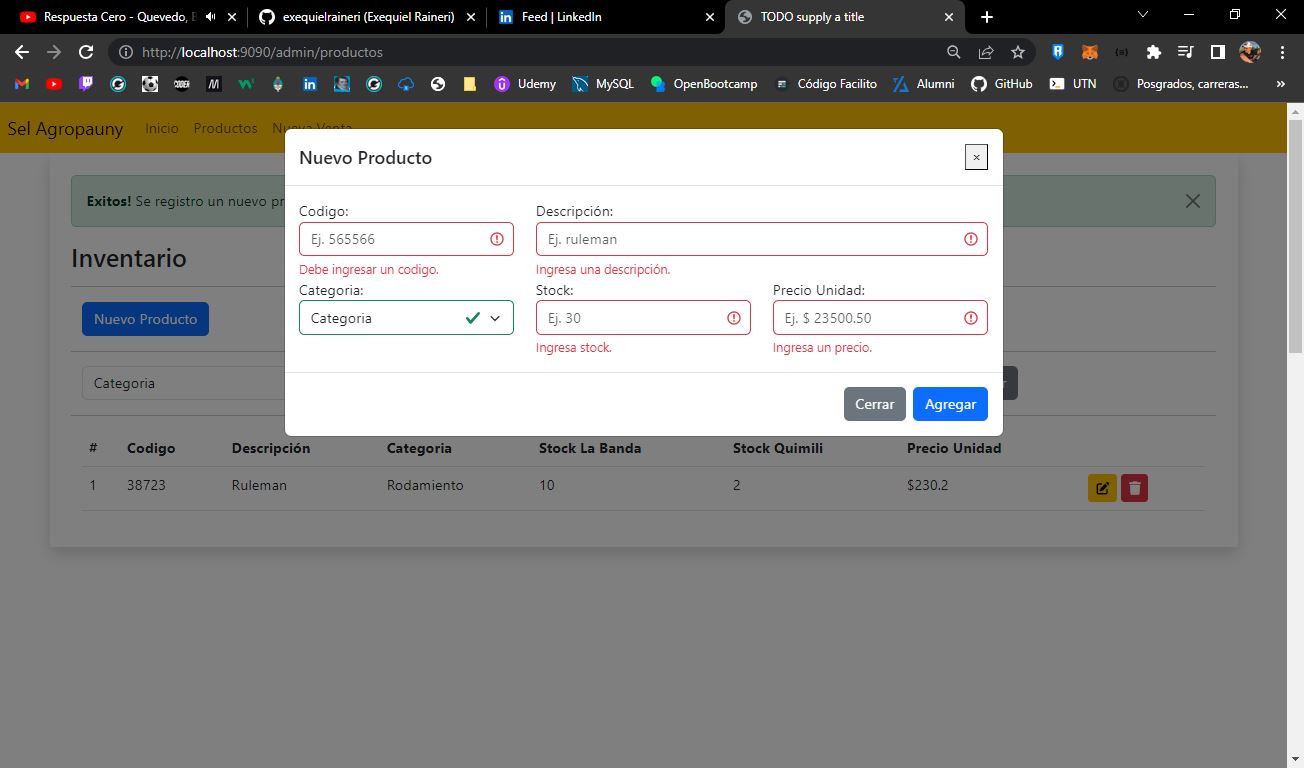 Respuesta Cero - Quevedo, B
exequielraineri (Exequiel Raineri)
Feed | LinkedIn
TODO supply a title
http://localhost:9090/admin/productos
Udemy
MySQL
OpenBootcamp
Código Facilito
Alumni
GitHub
UTN
Posgrados, carreras...
»
Sel Agropauny
Inicio
Productos
Nueva Venta
Nuevo Producto
×
Exitos! Se registro un nuevo pr
Codigo:
Descripción:
Ej. 565566
Ej. ruleman
Debe ingresar un codigo.
Ingresa una descripción.
Inventario
Categoria:
Stock:
Precio Unidad:
Nuevo Producto
Categoria
Ej. 30
Ej. $ 23500.50
Ingresa stock.
Ingresa un precio.
Categoria
r
Cerrar
Agregar
# Codigo Descripción Categoria Stock La Banda Stock Quimili Precio Unidad
1 38723 Ruleman Rodamiento 10 2 $230.2